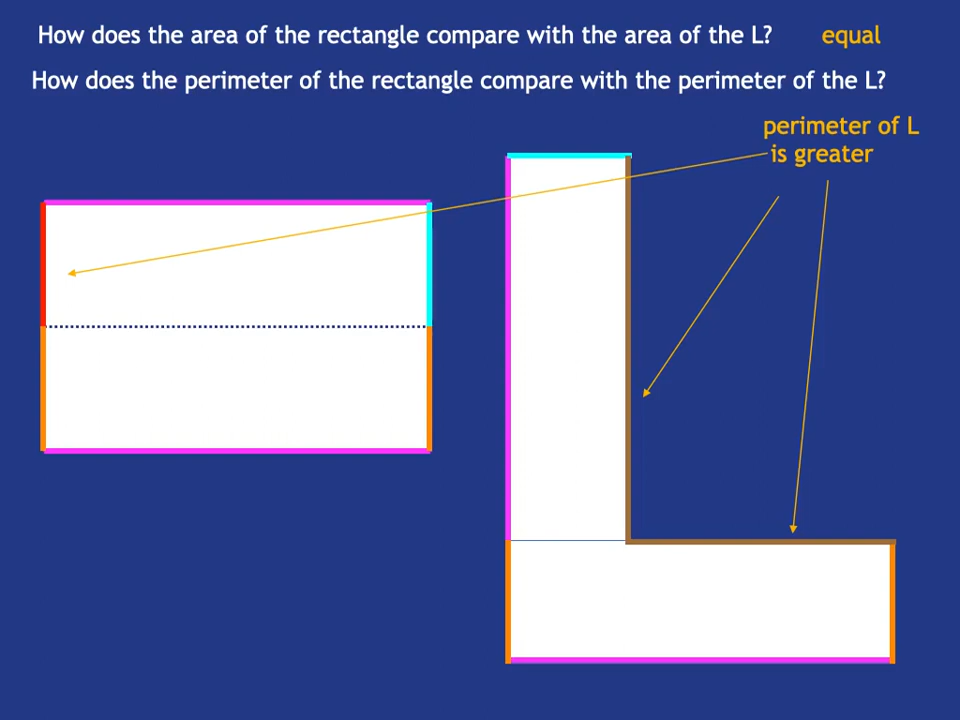 How does the area of the rectangle compare with the area of the L? equal
How does the perimeter of the rectangle compare with the perimeter of the L?
perimeter of L
is greater